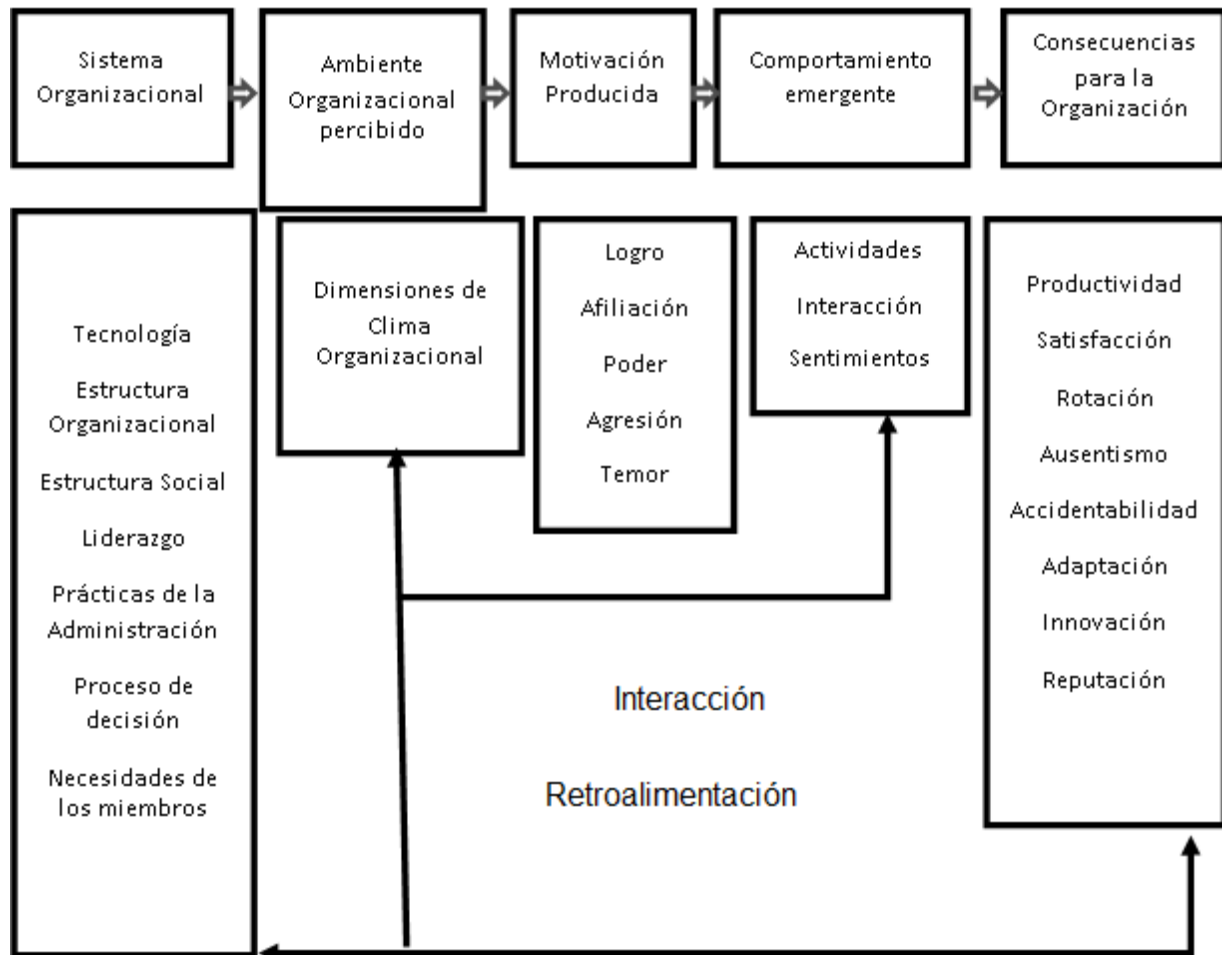 Sistema
Organizacional
Ambiente
Organizacional
percibido
Motivación
Producida
Comportamiento
emergente
Consecuencias
para la
Organización
Tecnología
Estructura
Organizacional
Estructura Social
Liderazgo
Prácticas de la
Administración
Proceso de
decisión
Necesidades de
los miembros
Dimensiones de
Clima
Organizacional
Logro
Afiliación
Poder
Agresión
Temor
Actividades
Interacción
Sentimientos
Productividad
Satisfacción
Rotación
Ausentismo
Accidentabilidad
Adaptación
Innovación
Reputación
Interacción
Retroalimentación